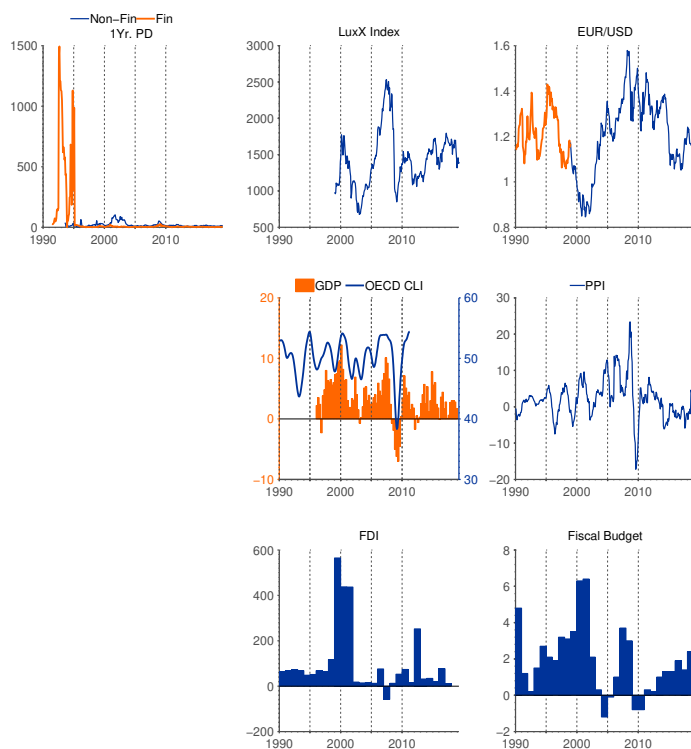 Non-Fin Fin
1Yr. PD
1500
1000
500
0
1990 2000 2010
LuxX Index
3000
2500
2000
1500
1000
500
1990 2000 2010
EUR/USD
1.6
1.4
1.2
1
0.8
1990 2000 2010
GDP OECD CLI
20 60
10 50
0 40
−10 30
1990 2000 2010
PPI
30
20
10
0
−10
−20
1990 2000 2010
FDI
600
400
200
0
−200
1990 2000 2010
Fiscal Budget
8
6
4
2
0
−2
1990 2000 2010